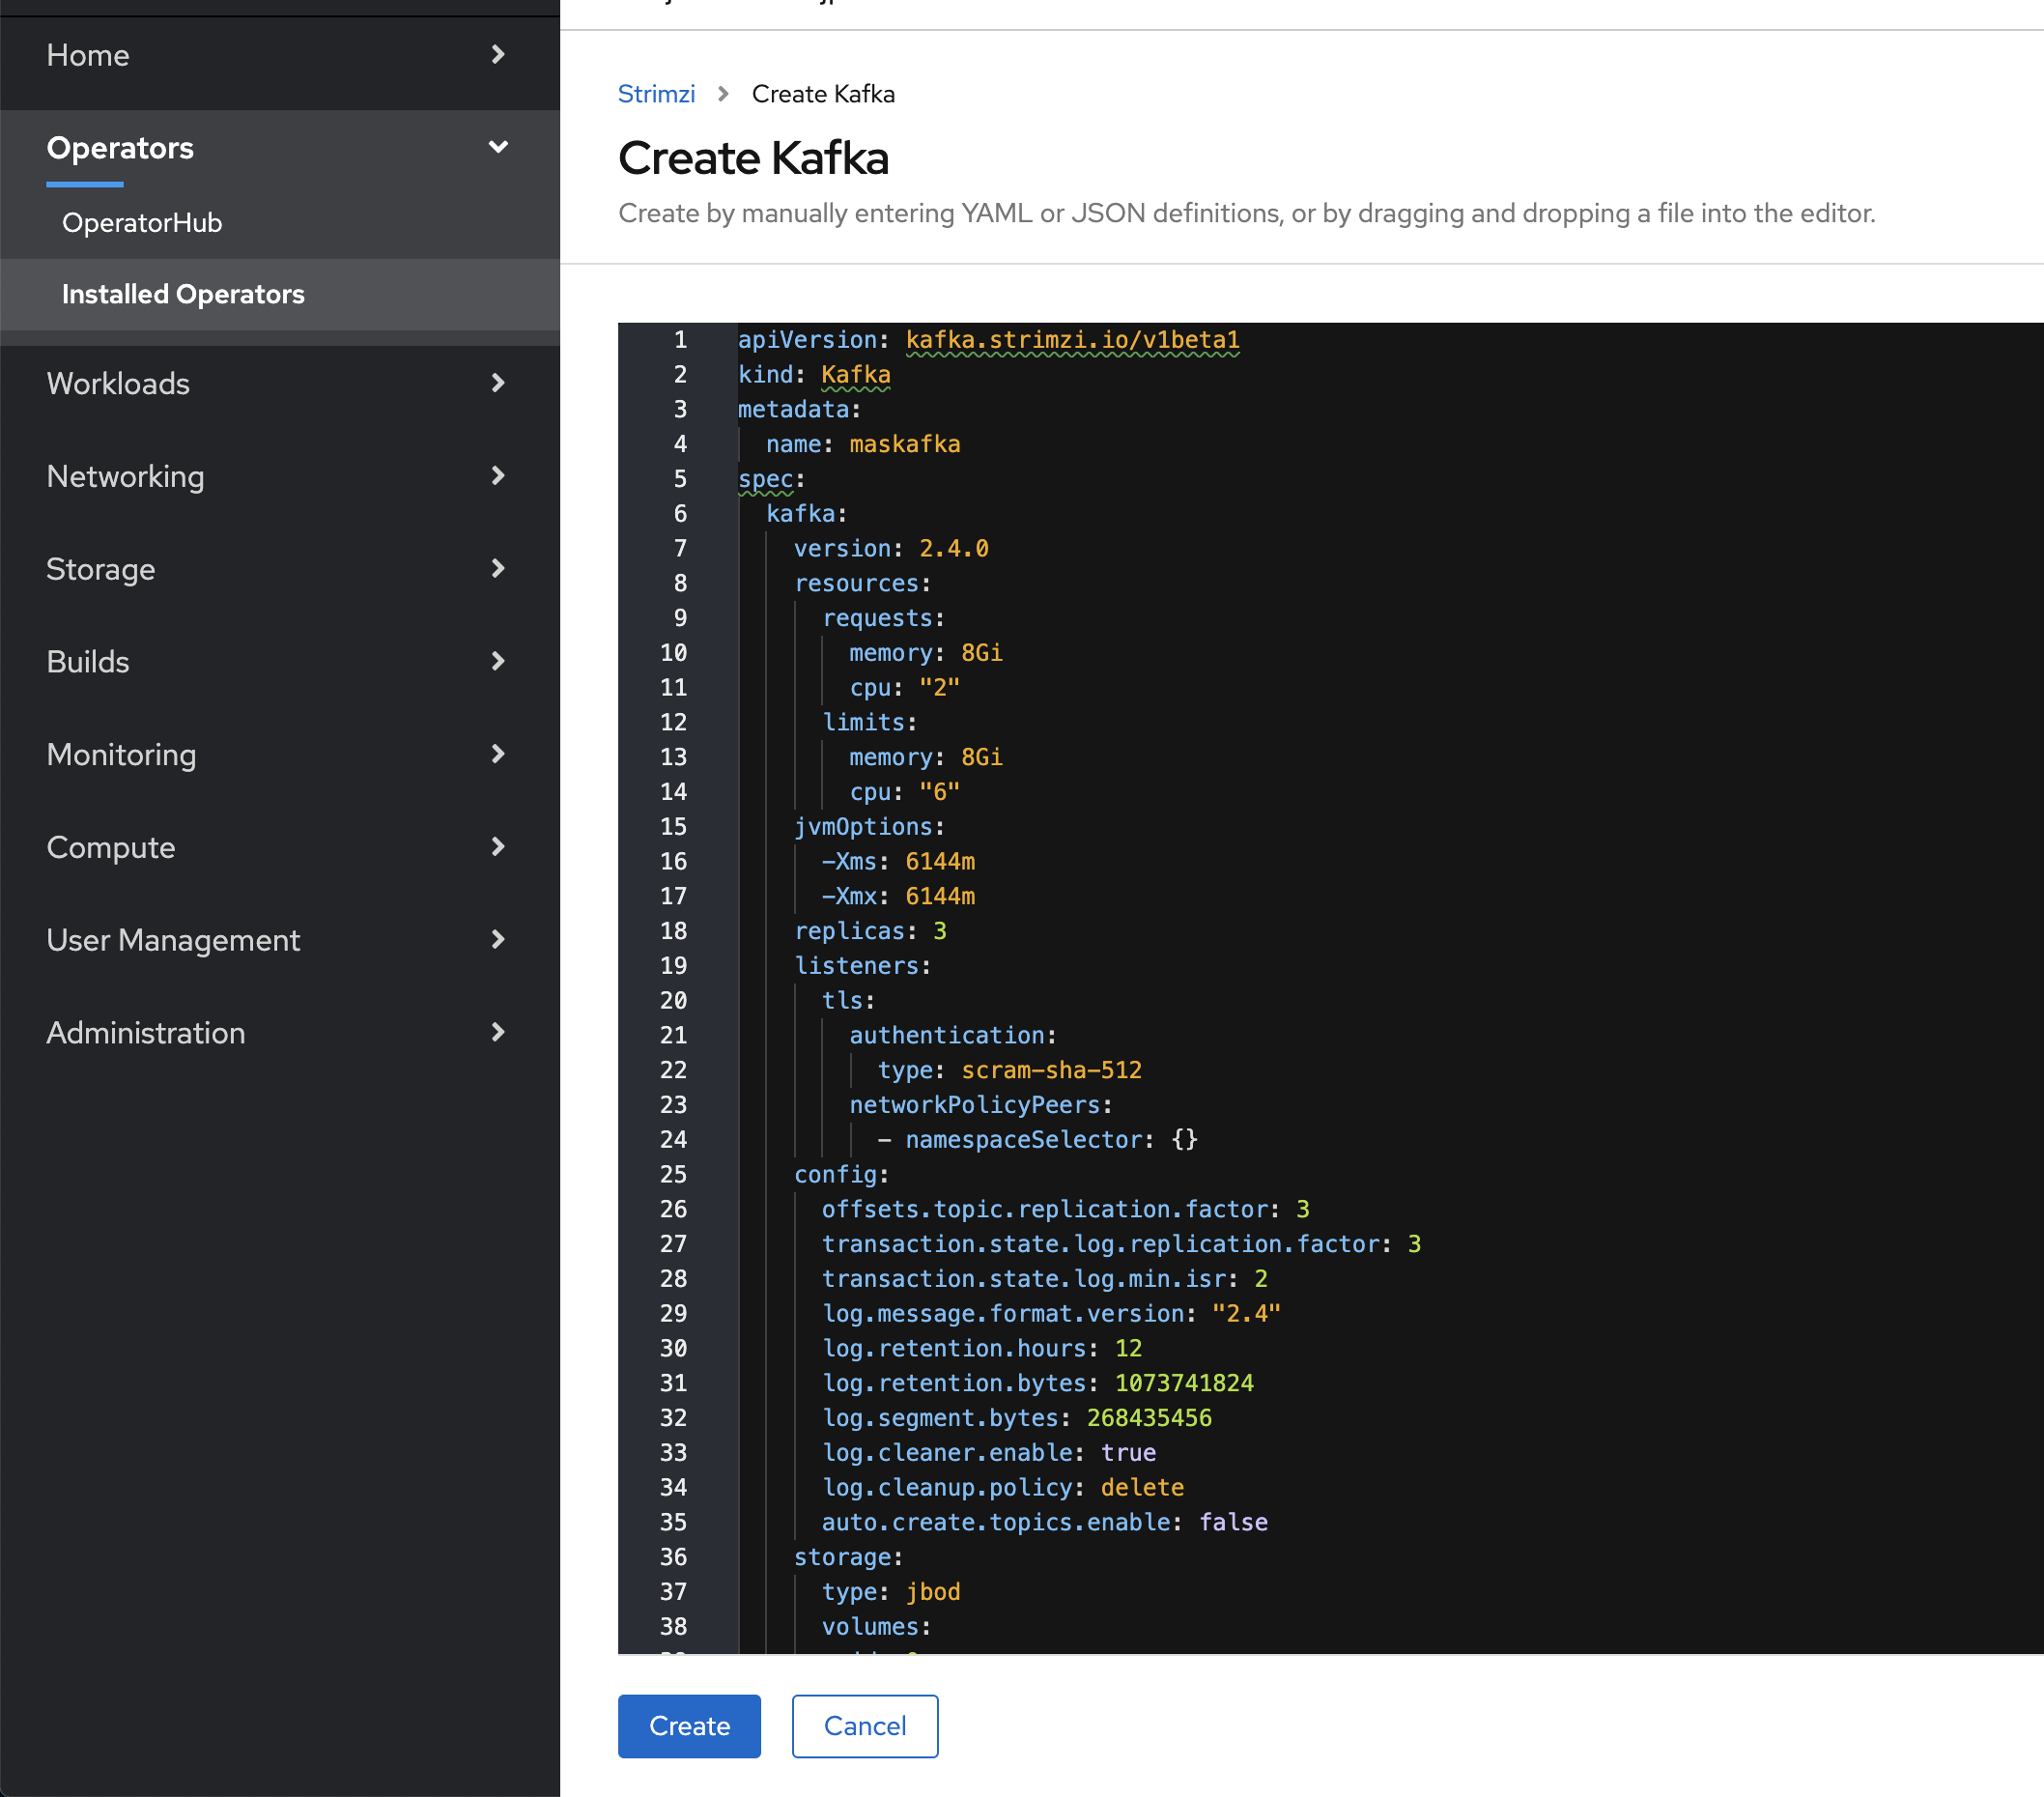 Home
Operators
OperatorHub
Installed Operators
Workloads
Networking
Storage
Builds
Monitoring
Compute
User Management
Administration
Strimzi > Create Kafka
Create Kafka
Create by manually entering YAML or JSON definitions, or by dragging and dropping a file into the editor.
1 apiVersion: kafka.strimzi.io/v1beta1
2 kind: Kafka
3 metadata:
4   name: maskafka
5 spec:
6   kafka:
7     version: 2.4.0
8     resources:
9       requests:
10         memory: 8Gi
11         cpu: "2"
12       limits:
13         memory: 8Gi
14         cpu: "6"
15     jvmOptions:
16       -Xms: 6144m
17       -Xmx: 6144m
18     replicas: 3
19     listeners:
20       tls:
21         authentication:
22           type: scram-sha-512
23         networkPolicyPeers:
24           - namespaceSelector: {}
25     config:
26       offsets.topic.replication.factor: 3
27       transaction.state.log.replication.factor: 3
28       transaction.state.log.min.isr: 2
29       log.message.format.version: "2.4"
30       log.retention.hours: 12
31       log.retention.bytes: 1073741824
32       log.segment.bytes: 268435456
33       log.cleaner.enable: true
34       log.cleanup.policy: delete
35       auto.create.topics.enable: false
36     storage:
37       type: jbod
38       volumes:
Create
Cancel